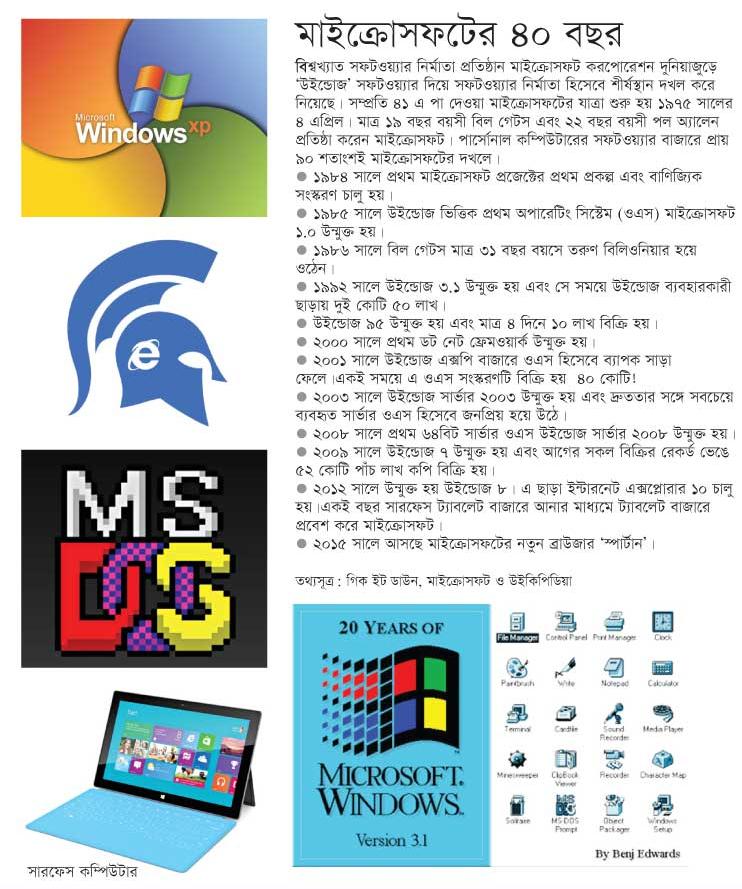 মাইক্রোসফটের ৪০ বছর
বিশ্বখ্যাত সফটওয়্যার নির্মাতা প্রতিষ্ঠান মাইক্রোসফট করপোরেশন দুনিয়াজুড়ে
‘উইন্ডোজ’ সফটওয়্যার দিয়ে সফটওয়্যার নির্মাতা হিসেবে শীর্ষস্থান দখল করে
নিয়েছে। সম্প্রতি ৪১ এ পা দেওয়া মাইক্রোসফটের যাত্রা শুরু হয় ১৯৭৫ সালের
৪ এপ্রিল। মাত্র ১৯ বছর বয়সী বিল গেটস এবং ২২ বছর বয়সী পল অ্যালেন
প্রতিষ্ঠা করেন মাইক্রোসফট। পার্সোনাল কম্পিউটারের সফটওয়্যার বাজারে প্রায়
৯০ শতাংশই মাইক্রোসফটের দখলে।
● ১৯৮৪ সালে প্রথম মাইক্রোসফট প্রজেক্টের প্রথম প্রকল্প এবং বাণিজ্যিক
সংস্করণ চালু হয়।
● ১৯৮৫ সালে উইন্ডোজ ভিত্তিক প্রথম অপারেটিং সিস্টেম (ওএস) মাইক্রোসফট
১.০ উন্মুক্ত হয়।
● ১৯৮৬ সালে বিল গেটস মাত্র ৩১ বছর বয়সে তরুণ বিলিওনিয়ার হয়ে
ওঠেন।
● ১৯৯২ সালে উইন্ডোজ ৩.১ উন্মুক্ত হয় এবং সে সময়ে উইন্ডোজ ব্যবহারকারী
ছাড়ায় দুই কোটি ৫০ লাখ।
● উইন্ডোজ ৯৫ উন্মুক্ত হয় এবং মাত্র ৪ দিনে ১০ লাখ বিক্রি হয়।
● ২০০০ সালে প্রথম ডট নেট ফ্রেমওয়ার্ক উন্মুক্ত হয়।
● ২০০১ সালে উইন্ডোজ এক্সপি বাজারে ওএস হিসেবে ব্যাপক সাড়া
ফেলে।একই সময়ে এ ওএস সংস্করণটি বিক্রি হয় ৪০ কোটি!
● ২০০৩ সালে উইন্ডোজ সার্ভার ২০০৩ উন্মুক্ত হয় এবং দ্রুততার সঙ্গে সবচেয়ে
ব্যবহৃত সার্ভার ওএস হিসেবে জনপ্রিয় হয়ে উঠে।
● ২০০৮ সালে প্রথম ৬৪বিট সার্ভার ওএস উইন্ডোজ সার্ভার ২০০৮ উন্মুক্ত হয়।
● ২০০৯ সালে উইন্ডোজ ৭ উন্মুক্ত হয় এবং আগের সকল বিক্রির রেকর্ড ভেঙে
৫২ কোটি পাঁচ লাখ কপি বিক্রি হয়।
● ২০১২ সালে উন্মুক্ত হয় উইন্ডোজ ৮। এ ছাড়া ইন্টারনেট এক্সপ্লোরার ১০ চালু
হয়।একই বছর সারফেস ট্যাবলেট বাজারে আনার মাধ্যমে ট্যাবলেট বাজারে
প্রবেশ করে মাইক্রোসফট।
● ২০১৫ সালে আসছে মাইক্রোসফটের নতুন ব্রাউজার ‘স্পার্টান’।
তথ্যসূত্র : গিক ইট ডাউন, মাইক্রোসফট ও উইকিপিডিয়া
Microsoft
Windows xp
e
MS
DOS
Start
সারফেস কম্পিউটার
20 YEARS OF
MICROSOFT.
WINDOWS
Version 3.1
File Manager Control Panel Print Manager Clock
Paintbrush Write Notepad Calculator
Terminal Cardfile Sound Recorder Media Player
Minesweeper ClipBook Viewer Recorder Character Map
Solitaire MS-DOS Prompt Object Packager Windows Setup
By Benj Edwards